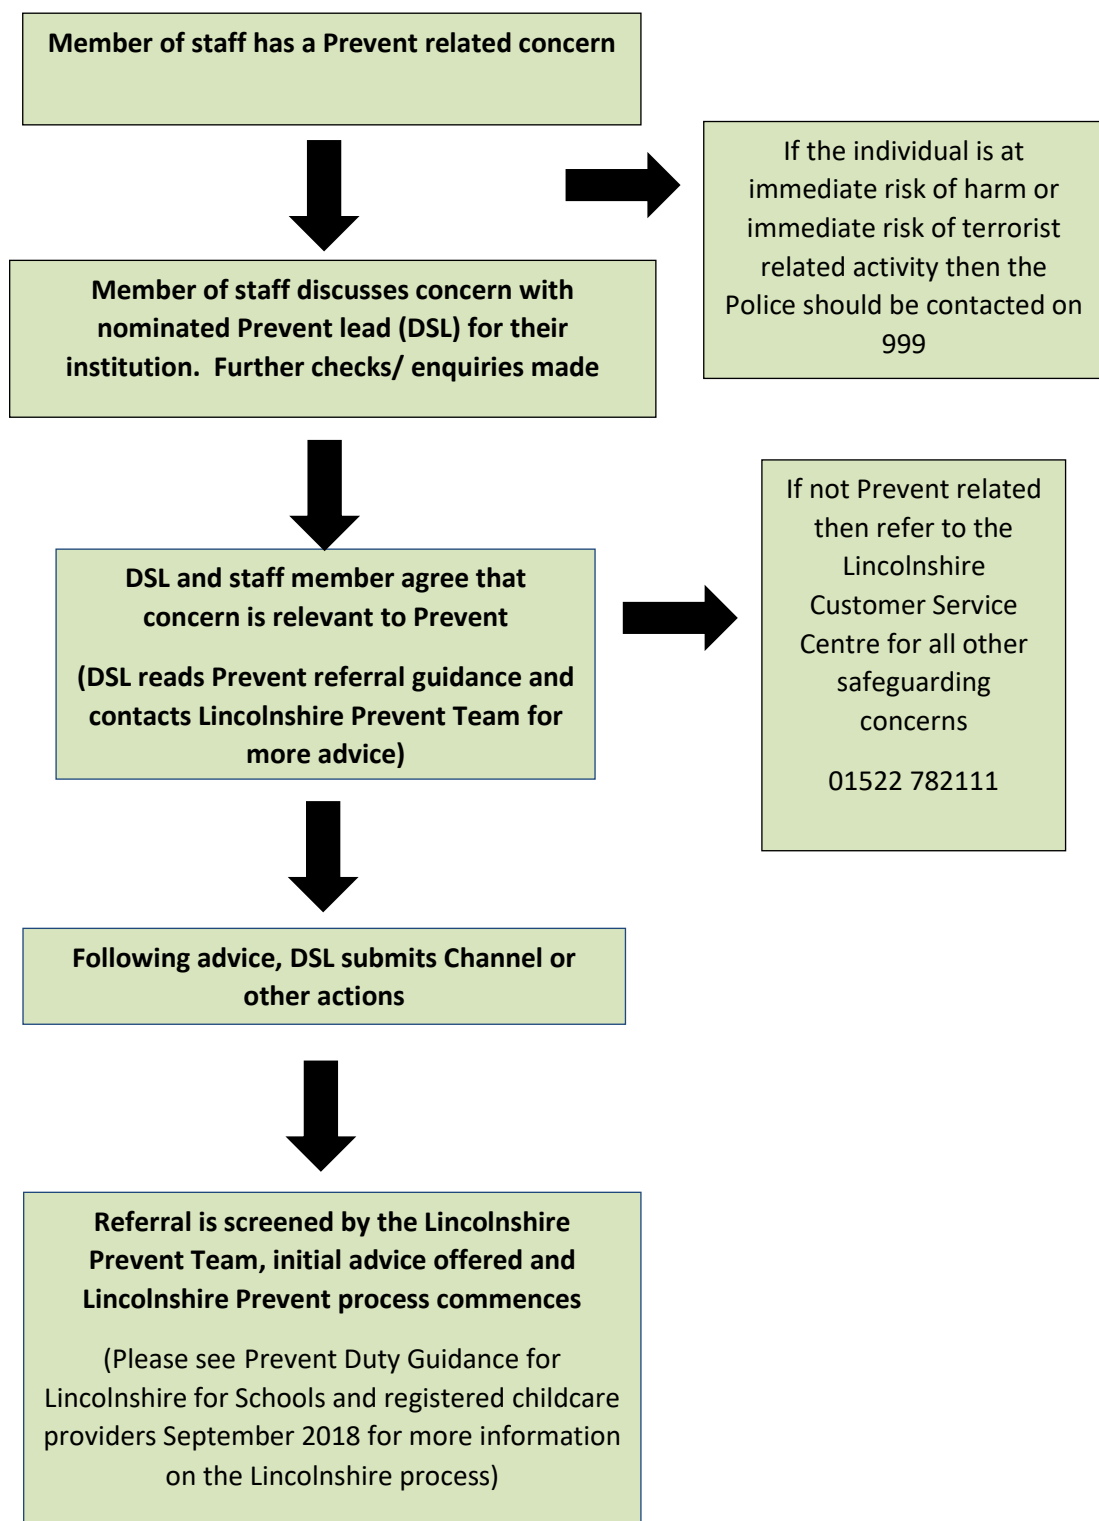 Member of staff has a Prevent related concern
If the individual is at
immediate risk of harm or
immediate risk of terrorist
related activity then the
Police should be contacted on
999
Member of staff discusses concern with
nominated Prevent lead (DSL) for their
institution.  Further checks/ enquiries made
If not Prevent related
then refer to the
Lincolnshire
Customer Service
Centre for all other
safeguarding
concerns
01522 782111
DSL and staff member agree that
concern is relevant to Prevent
(DSL reads Prevent referral guidance and
contacts Lincolnshire Prevent Team for
more advice)
Following advice, DSL submits Channel or
other actions
Referral is screened by the Lincolnshire
Prevent Team, initial advice offered and
Lincolnshire Prevent process commences
(Please see Prevent Duty Guidance for
Lincolnshire for Schools and registered childcare
providers September 2018 for more information
on the Lincolnshire process)